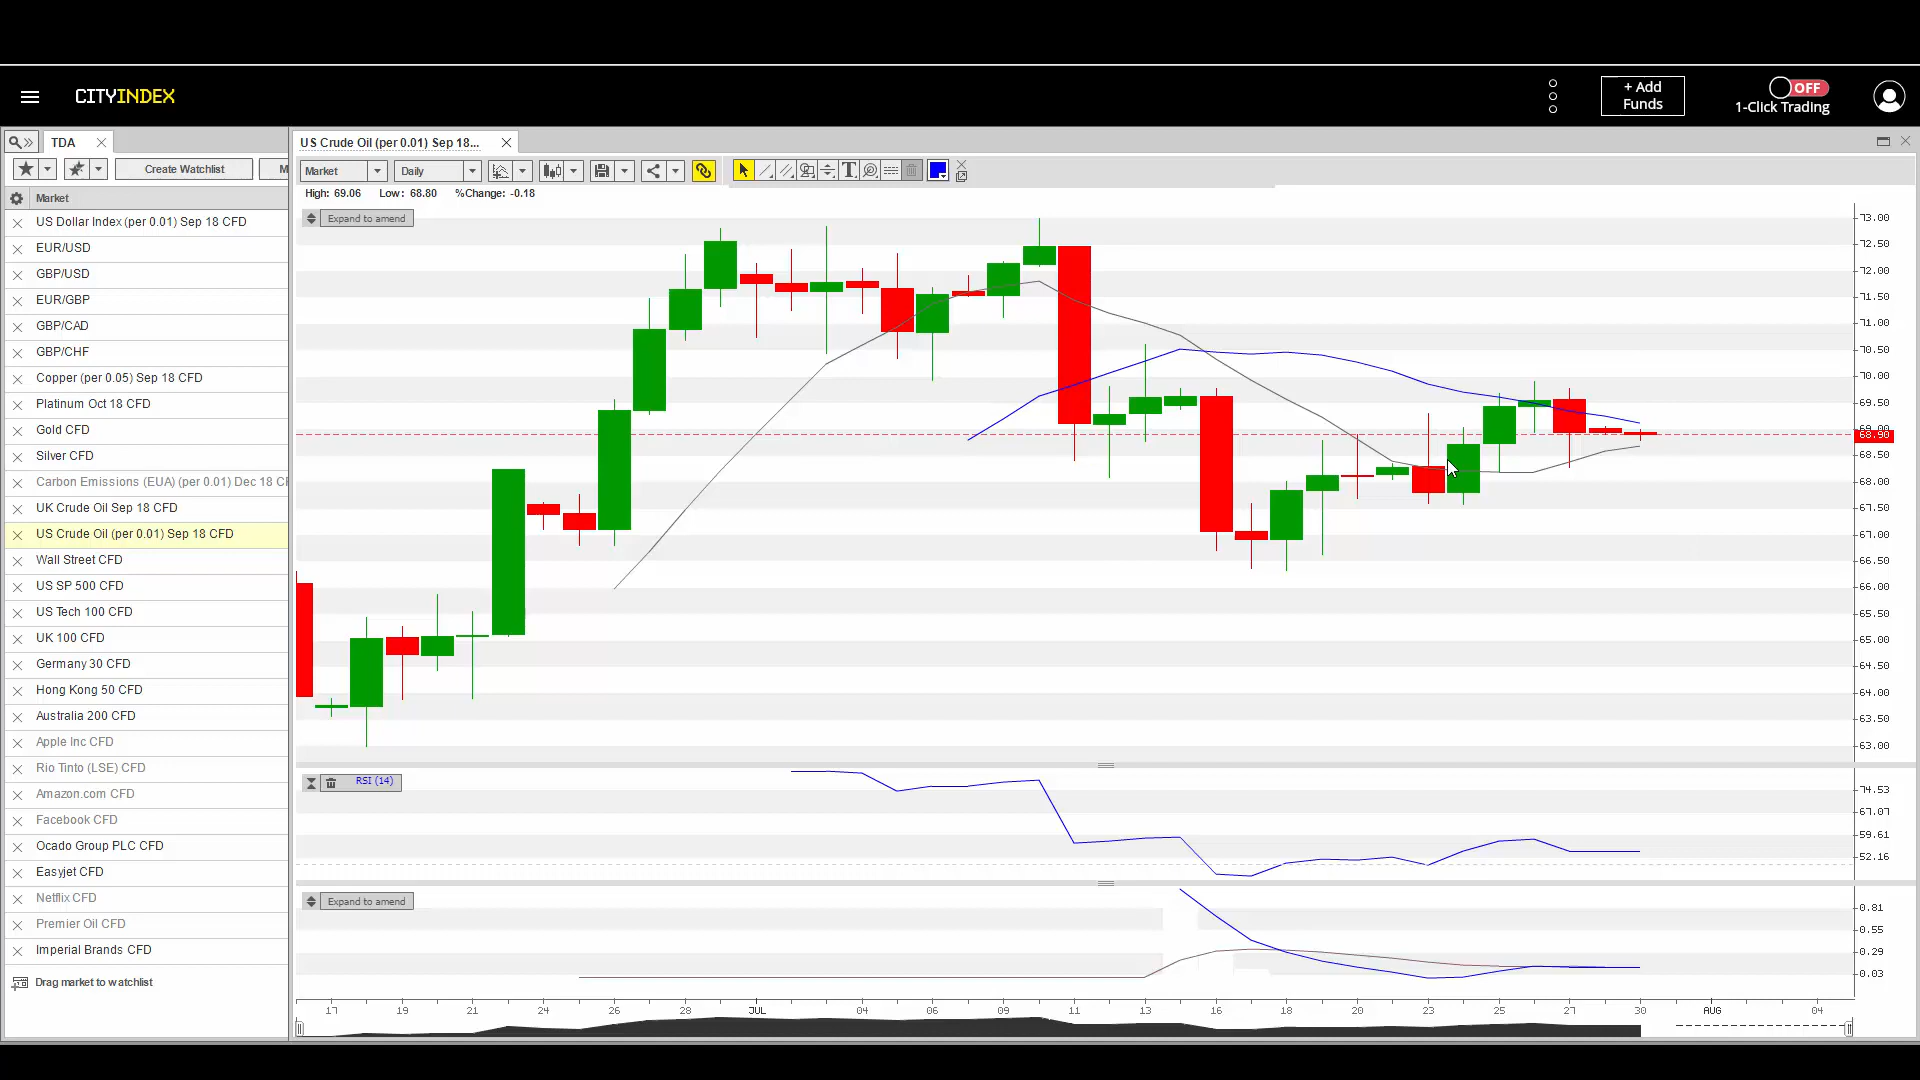 CITYINDEX
+ Add Funds
OFF
1-Click Trading
TDA
US Crude Oil (per 0.01) Sep 18...
Create Watchlist
M
Market
Daily
T
Market
High: 69.06 Low: 68.80 %Change: -0.18
Expand to amend
US Dollar Index (per 0.01) Sep 18 CFD
EUR/USD
GBP/USD
EUR/GBP
GBP/CAD
GBP/CHF
Copper (per 0.05) Sep 18 CFD
Platinum Oct 18 CFD
Gold CFD
Silver CFD
Carbon Emissions (EUA) (per 0.01) Dec 18 CF
UK Crude Oil Sep 18 CFD
US Crude Oil (per 0.01) Sep 18 CFD
Wall Street CFD
US SP 500 CFD
US Tech 100 CFD
UK 100 CFD
Germany 30 CFD
Hong Kong 50 CFD
Australia 200 CFD
Apple Inc CFD
Rio Tinto (LSE) CFD
Amazon.com CFD
Facebook CFD
Ocado Group PLC CFD
Easyjet CFD
Netflix CFD
Premier Oil CFD
Imperial Brands CFD
Drag market to watchlist
73.00
72.50
72.00
71.50
71.00
70.50
70.00
69.50
69.00
68.90
68.50
68.00
67.50
67.00
66.50
66.00
65.50
65.00
64.50
64.00
63.50
63.00
RSI (14)
74.53
67.07
59.61
52.16
Expand to amend
0.81
0.55
0.29
0.03
17 19 21 24 26 28 JUL 04 06 09 11 13 16 18 20 23 25 27 30 AUG 04